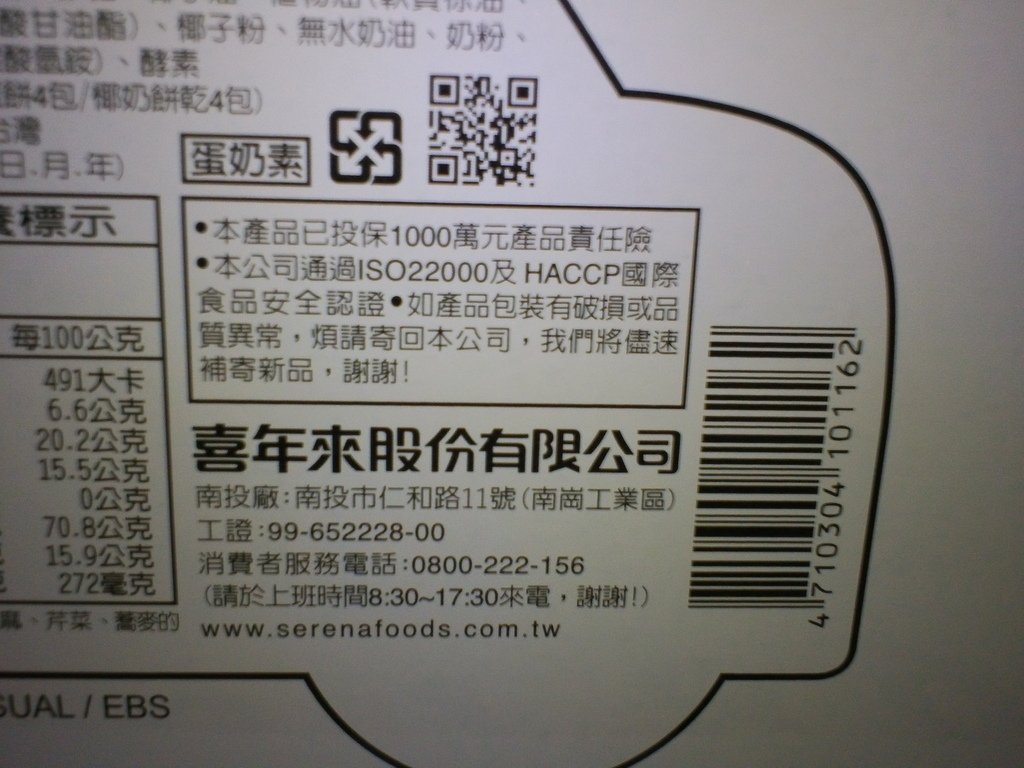 酸甘油酯)、椰子粉、無水奶油、奶粉、
酸氫銨)、酵素
餅4包/椰奶餅乾4包)
台灣
日.月.年)
蛋奶素
標示
每100公克
491大卡
6.6公克
20.2公克
15.5公克
0公克
70.8公克
15.9公克
272毫克
麻、芹菜、蕎麥的
•本產品已投保1000萬元產品責任險
•本公司通過ISO22000及 HACCP國際
食品安全認證•如產品包裝有破損或品
質異常,煩請寄回本公司,我們將儘速
補寄新品,謝謝!
喜年來股份有限公司
南投廠:南投市仁和路11號(南崗工業區)
工證:99-652228-00
消費者服務電話:0800-222-156
(請於上班時間8:30~17:30來電,謝謝!)
www.serenafoods.com.tw
4 710304 101162
SUAL / EBS